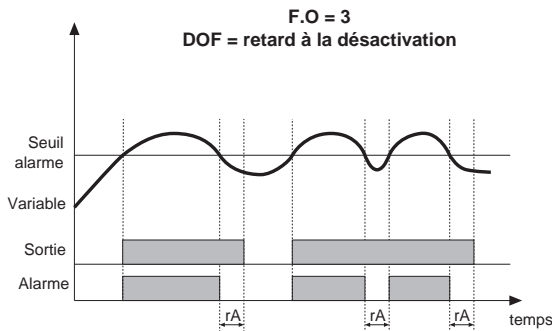 F.O = 3
DOF = retard à la désactivation
Seuil
alarme
Variable
Sortie
Alarme
rA
rA
rA
temps